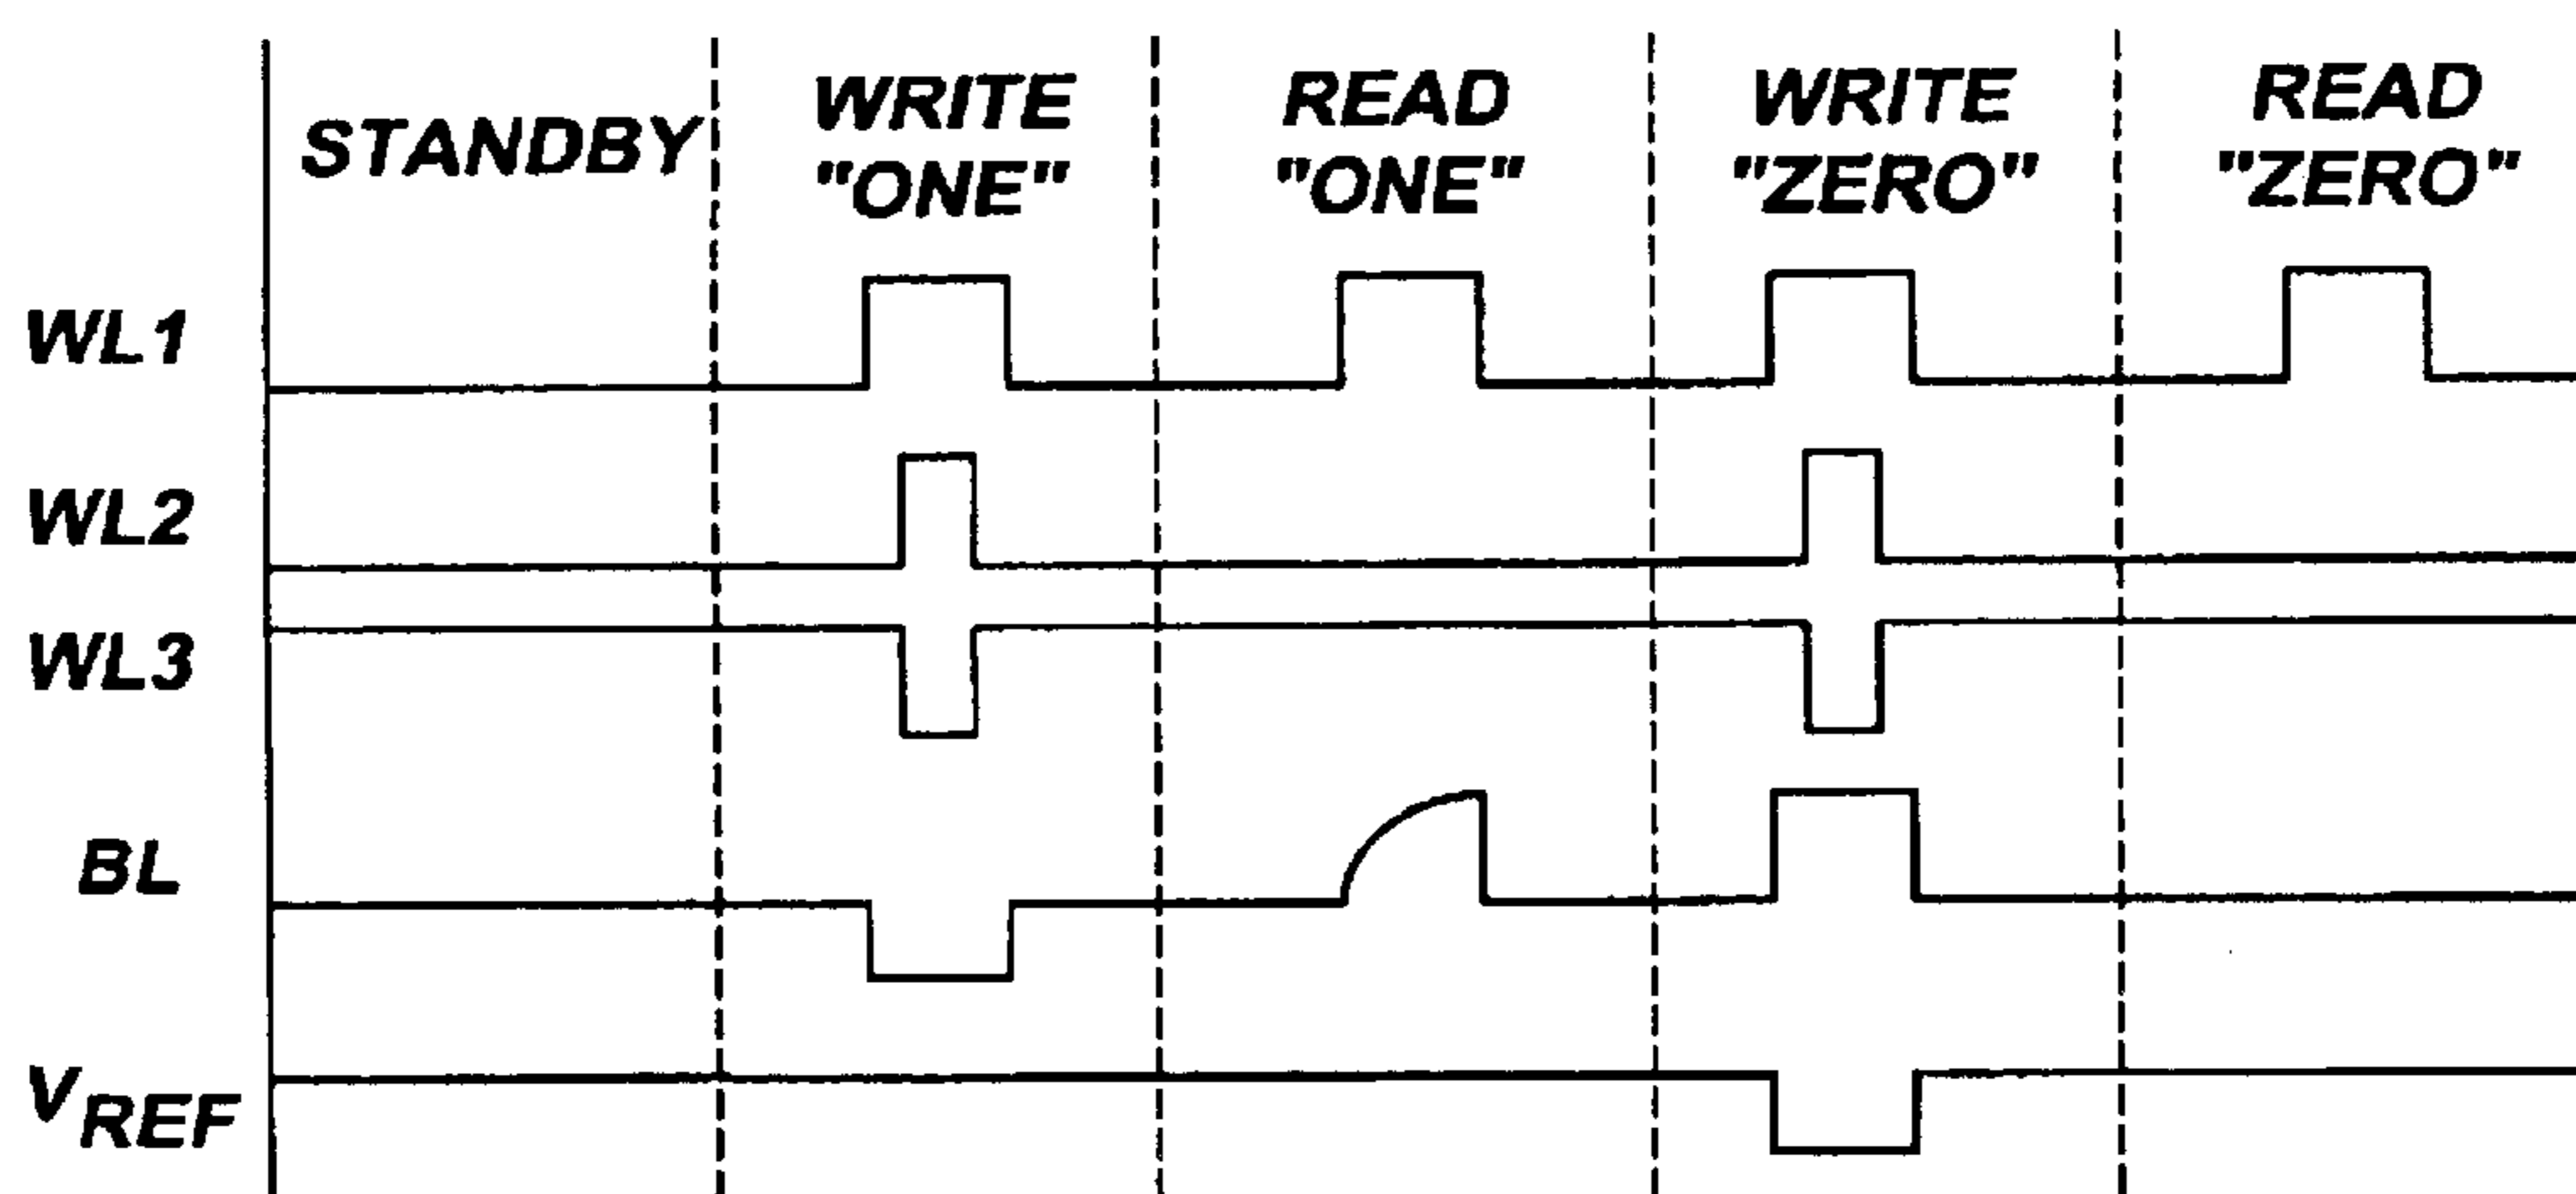 STANDBY
WRITE
"ONE"
READ
"ONE"
WRITE
"ZERO"
READ
"ZERO"
WL1
WL2
WL3
BL
VREF